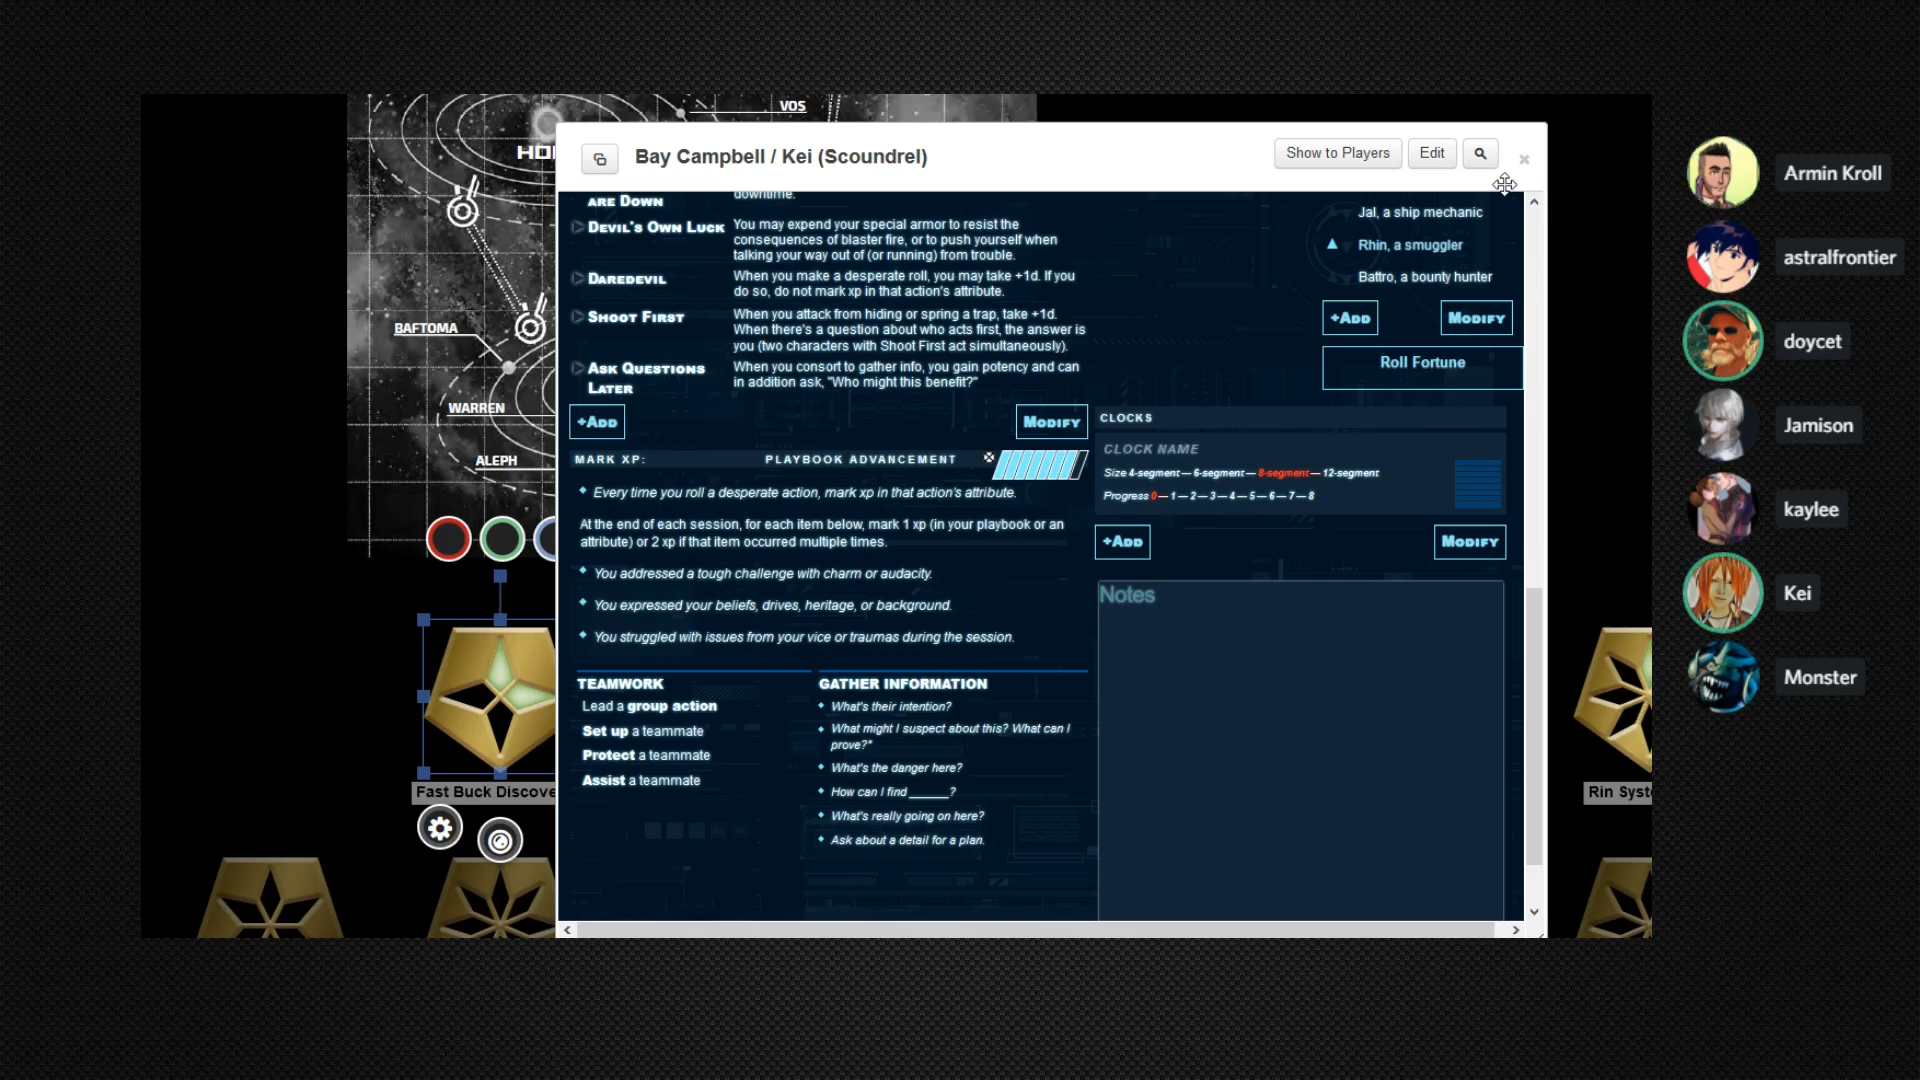 VOS
HO
BAFTOMA
WARREN
ALEPH
Fast Buck Discove
Bay Campbell / Kei (Scoundrel)
Show to Players
Edit
are Down
downtime.
Devil's Own Luck
You may expend your special armor to resist the
consequences of blaster fire, or to push yourself when
talking your way out of (or running) from trouble.
Daredevil
When you make a desperate roll, you may take +1d. If you
do so, do not mark xp in that action's attribute.
Shoot First
When you attack from hiding or spring a trap, take +1d.
When there's a question about who acts first, the answer is
you (two characters with Shoot First act simultaneously).
Ask Questions
Later
When you consort to gather info, you gain potency and can
in addition ask, "Who might this benefit?"
+Add
Modify
MARK XP:
PLAYBOOK ADVANCEMENT
Every time you roll a desperate action, mark xp in that action's attribute.
At the end of each session, for each item below, mark 1 xp (in your playbook or an
attribute) or 2 xp if that item occurred multiple times.
You addressed a tough challenge with charm or audacity.
You expressed your beliefs, drives, heritage, or background.
You struggled with issues from your vice or traumas during the session.
TEAMWORK
Lead a group action
Set up a teammate
Protect a teammate
Assist a teammate
GATHER INFORMATION
What's their intention?
What might I suspect about this? What can I
prove?"
What's the danger here?
How can I find ______?
What's really going on here?
Ask about a detail for a plan.
Jal, a ship mechanic
Rhin, a smuggler
Battro, a bounty hunter
+Add
Modify
Roll Fortune
CLOCKS
CLOCK NAME
Size 4-segment — 6-segment — 8-segment — 12-segment
Progress 0 — 1 — 2 — 3 — 4 — 5 — 6 — 7 — 8
+Add
Modify
Notes
Rin Syst
Armin Kroll
astralfrontier
doycet
Jamison
kaylee
Kei
Monster